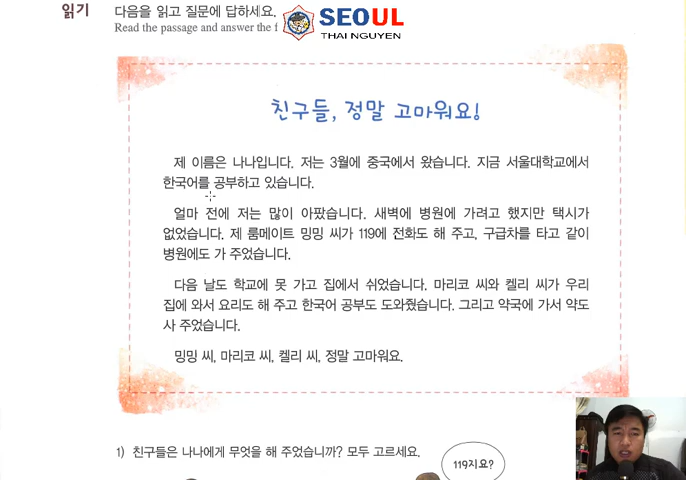 읽기
다음을 읽고 질문에 답하세요.
Read the passage and answer the
SEOUL
THAI NGUYEN
친구들, 정말 고마워요!
제 이름은 나나입니다. 저는 3월에 중국에서 왔습니다. 지금 서울대학교에서
한국어를 공부하고 있습니다.
얼마 전에 저는 많이 아팠습니다. 새벽에 병원에 가려고 했지만 택시가
없었습니다. 제 룸메이트 밍밍 씨가 119에 전화도 해 주고, 구급차를 타고 같이
병원에도 가 주었습니다.
다음 날도 학교에 못 가고 집에서 쉬었습니다. 마리코 씨와 켈리 씨가 우리
집에 와서 요리도 해 주고 한국어 공부도 도와줬습니다. 그리고 약국에 가서 약도
사 주었습니다.
밍밍 씨, 마리코 씨, 켈리 씨, 정말 고마워요.
1) 친구들은 나나에게 무엇을 해 주었습니까? 모두 고르세요.
119지요?